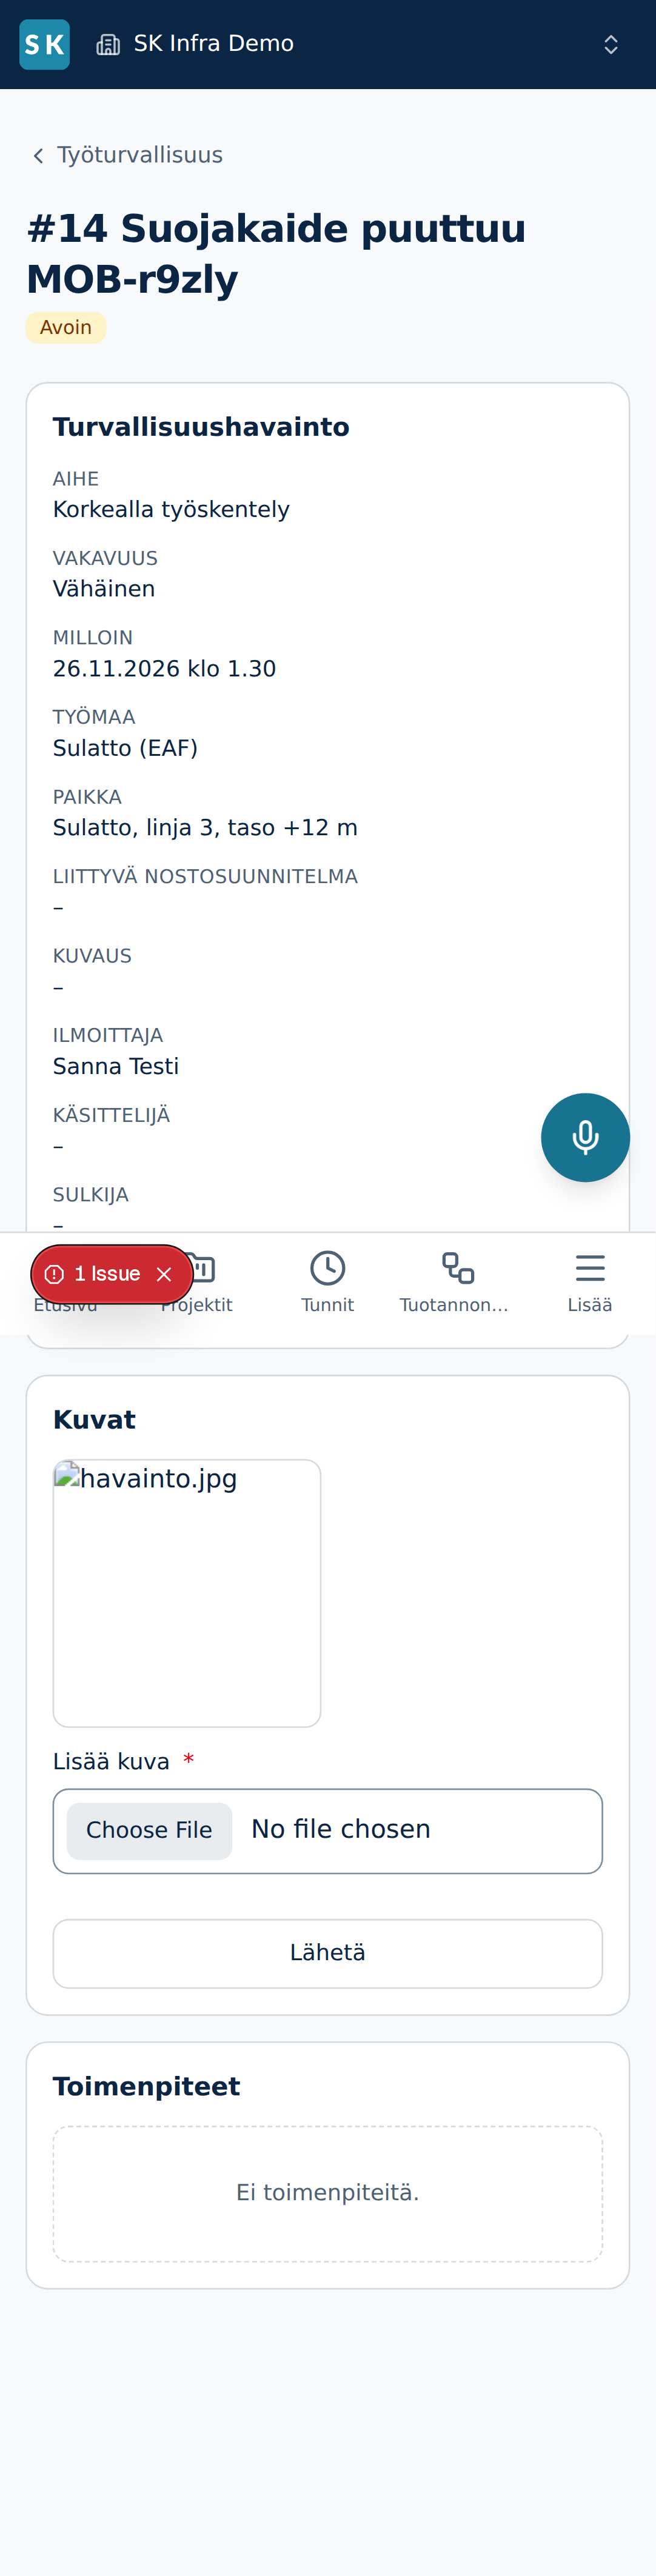 SK
SK Infra Demo
Työturvallisuus
#14 Suojakaide puuttuu
MOB-r9zly
Avoin
Turvallisuushavainto
AIHE
Korkealla työskentely
VAKAVUUS
Vähäinen
MILLOIN
26.11.2026 klo 1.30
TYÖMAA
Sulatto (EAF)
PAIKKA
Sulatto, linja 3, taso +12 m
LIITTYVÄ NOSTOSUUNNITELMA
–
KUVAUS
–
ILMOITTAJA
Sanna Testi
KÄSITTELIJÄ
–
SULKIJA
–
1 Issue
Etusivu
Projektit
Tunnit
Tuotannon...
Lisää
Kuvat
havainto.jpg
Lisää kuva *
Choose File No file chosen
Lähetä
Toimenpiteet
Ei toimenpiteitä.